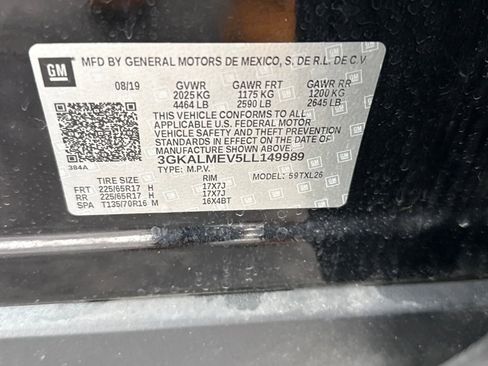 GM
MFD BY GENERAL MOTORS DE MEXICO, S. DE R.L. DE C.V.
08/19 GVWR GAWR FRT GAWR RR
2025 KG 1175 KG 1200 KG
4464 LB 2590 LB 2645 LB
THIS VEHICLE CONFORMS TO ALL
APPLICABLE U.S. FEDERAL MOTOR
VEHICLE SAFETY AND THEFT PREVENTION
STANDARDS IN EFFECT ON THE DATE OF
MANUFACTURE SHOWN ABOVE.
3GKALMEV5LL149989
TYPE: M.P.V. MODEL: 59TXL26
384A
TIRE SIZE RIM
FRT 225/65R17 H 17X7J
RR 225/65R17 H 17X7J
SPA T135/70R16 M 16X4BT